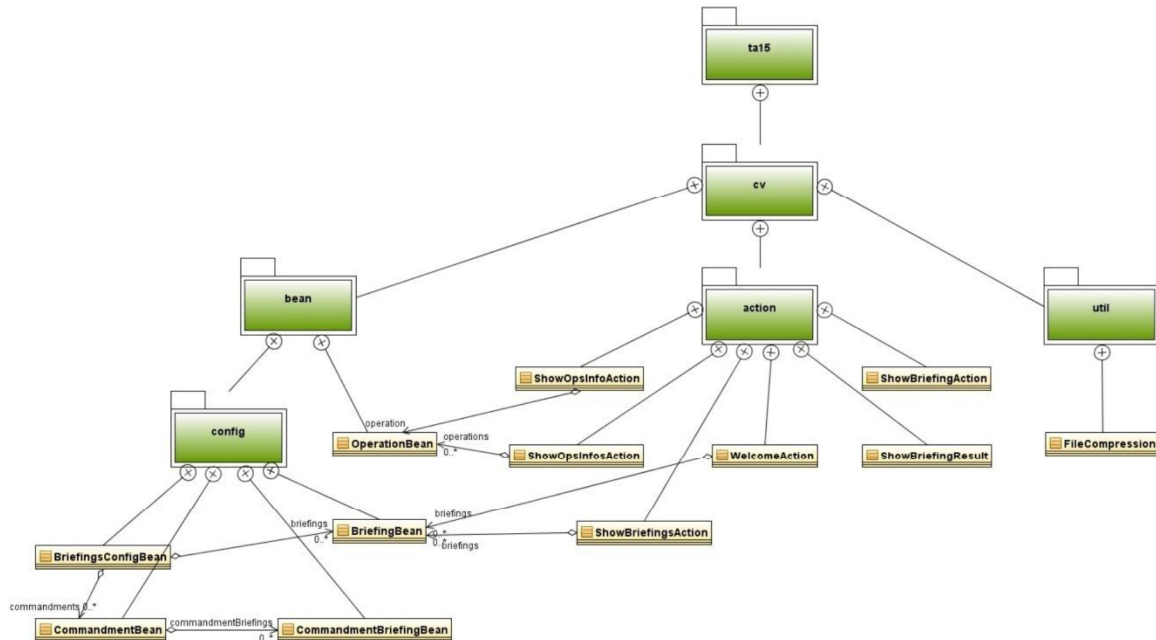 ta15
cv
bean
action
util
ShowOpsInfoAction
ShowBriefingAction
config
operation
OperationBean
operations
0..*
ShowOpsInfosAction
WelcomeAction
ShowBriefingResult
FileCompression
briefings
0..*
BriefingBean
briefings
0..*
0..*
briefings
ShowBriefingsAction
BriefingsConfigBean
commandments 0..*
CommandmentBean
commandmentBriefings
0..*
CommandmentBriefingBean